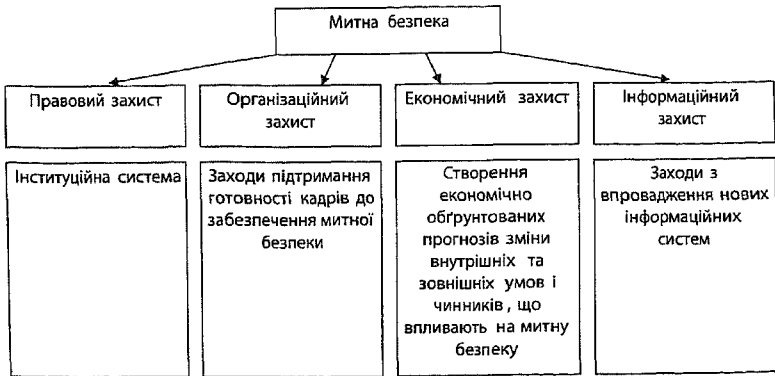 Митна безпека
Правовий захист
Організаційний
захист
Економічний захист
Інформаційний
захист
Інституційна система
Заходи підтримання
готовності кадрів до
забезпечення митної
безпеки
Створення
економічно
обґрунтованих
прогнозів зміни
внутрішніх та
зовнішніх умов і
чинників, що
впливають на митну
безпеку
Заходи з
впровадження нових
інформаційних
систем